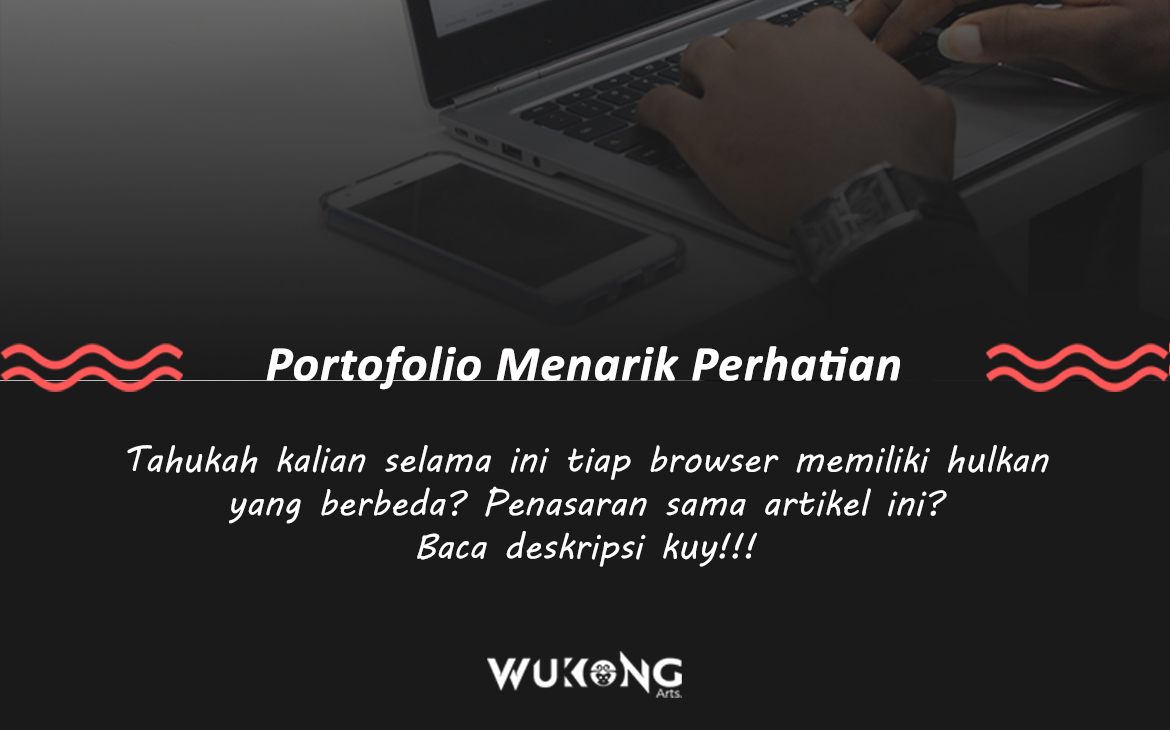 Portofolio Menarik Perhatian
Tahukah kalian selama ini tiap browser memiliki hulkan
yang berbeda? Penasaran sama artikel ini?
Baca deskripsi kuy!!!
WUKONG
Arts.